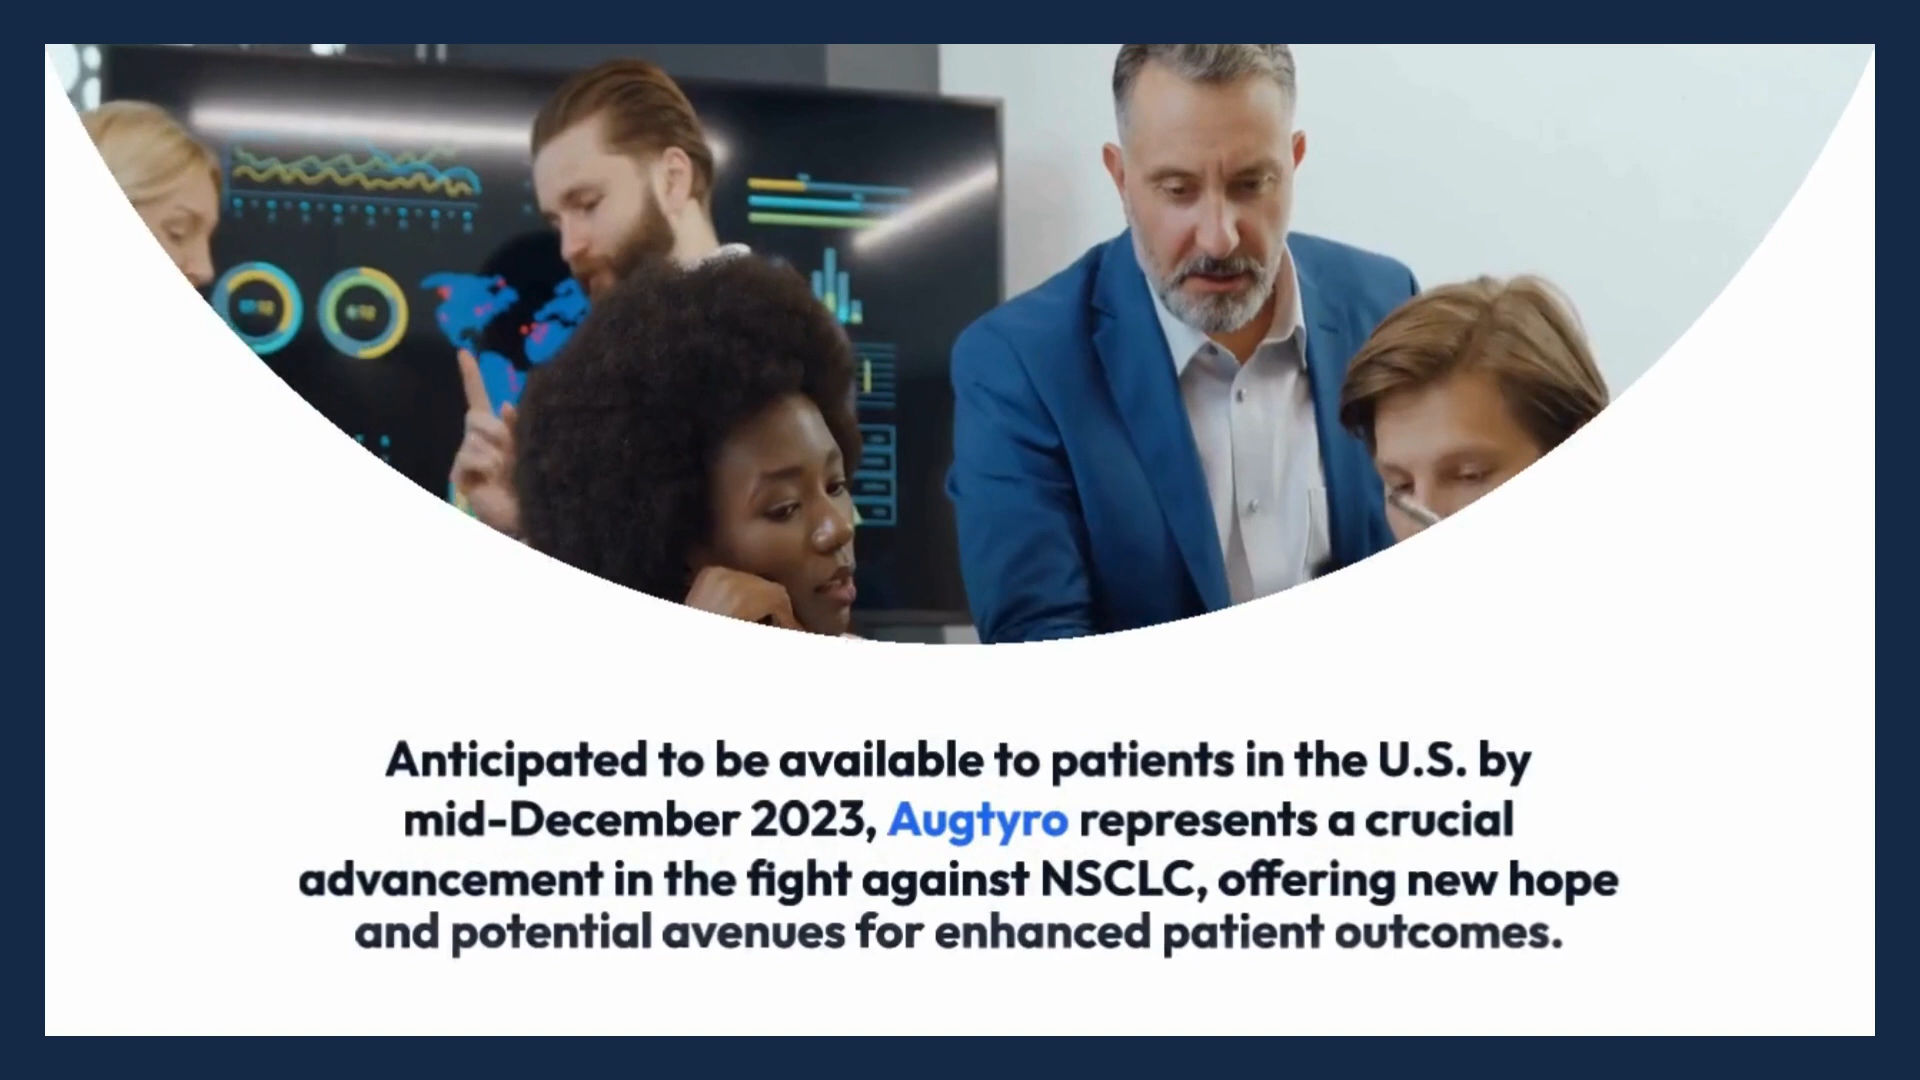 Anticipated to be available to patients in the U.S. by
mid-December 2023, Augtyro represents a crucial
advancement in the fight against NSCLC, offering new hope
and potential avenues for enhanced patient outcomes.